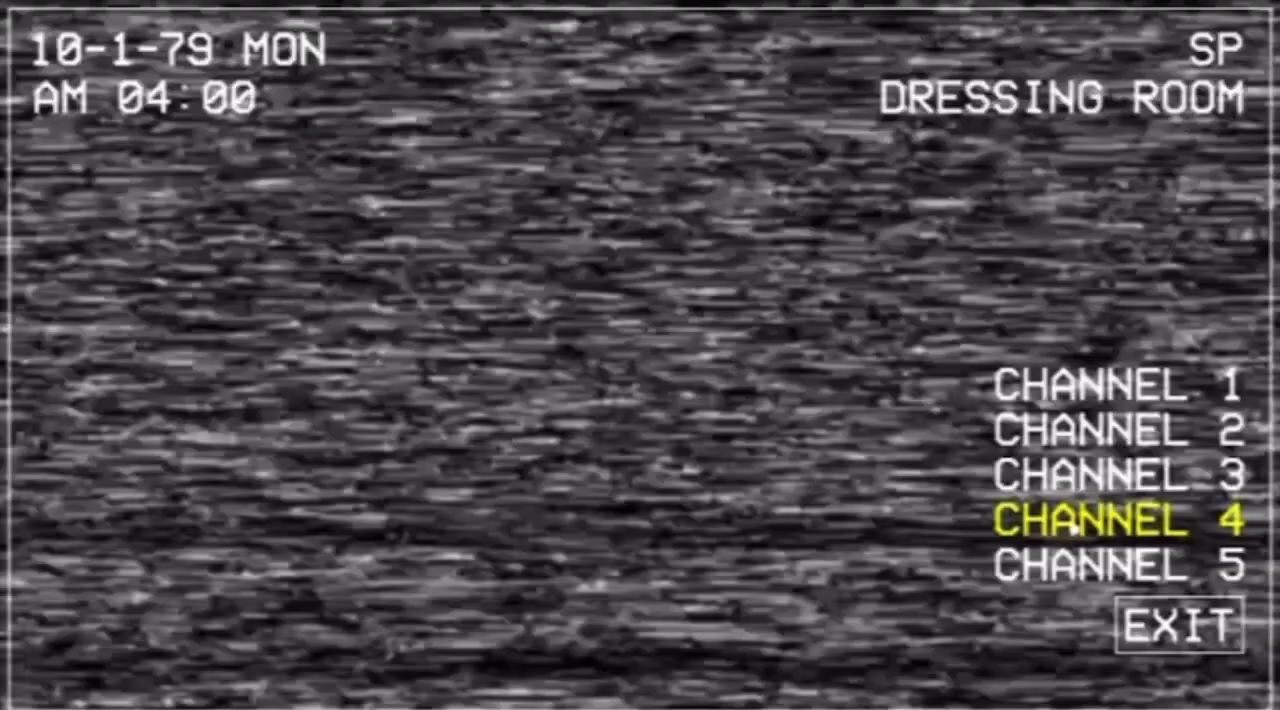 10-1-79 MON
AM 04:00
SP
DRESSING ROOM
CHANNEL 1
CHANNEL 2
CHANNEL 3
CHANNEL 4
CHANNEL 5
EXIT